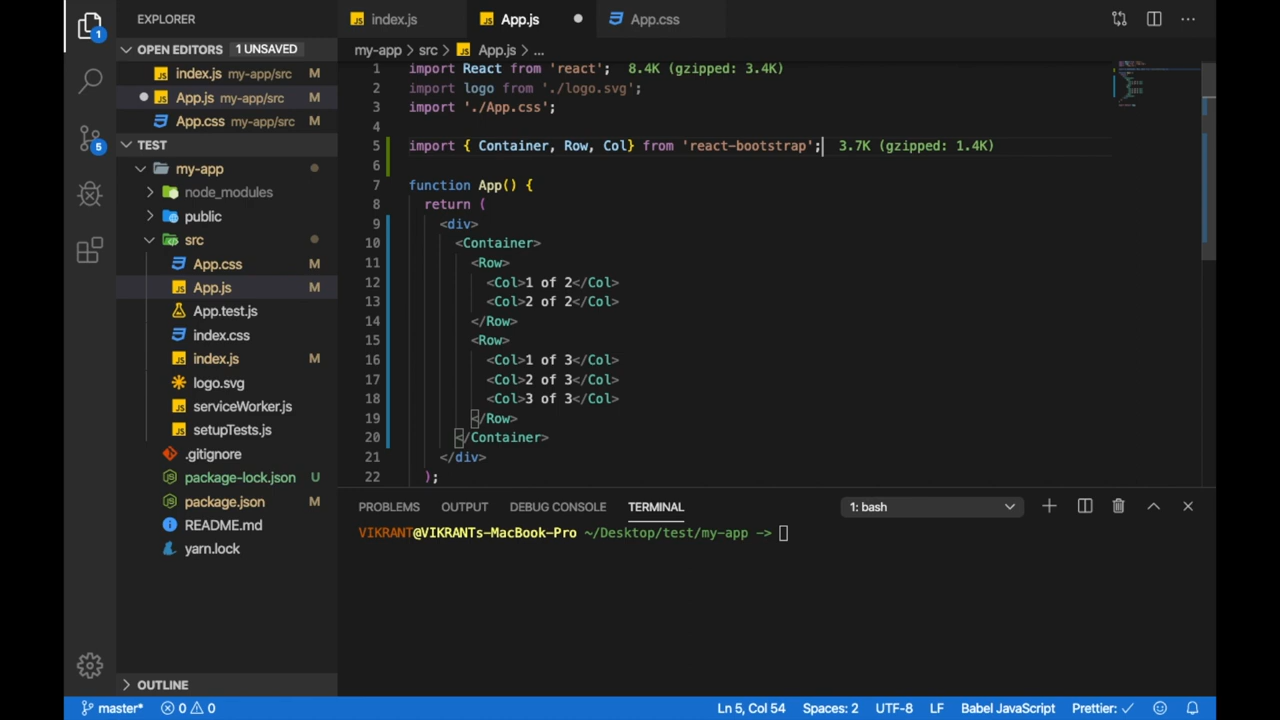 EXPLORER
index.js
App.js
App.css
OPEN EDITORS
1 UNSAVED
my-app > src > App.js > ...
index.js my-app/src M
App.js my-app/src M
App.css my-app/src M
TEST
my-app
node_modules
public
src
App.css M
App.js M
App.test.js
index.css
index.js M
logo.svg
serviceWorker.js
setupTests.js
.gitignore
package-lock.json U
package.json M
README.md
yarn.lock
OUTLINE
1
5
1 import React from 'react'; 8.4K (gzipped: 3.4K)
2 import logo from './logo.svg';
3 import './App.css';
4
5 import { Container, Row, Col} from 'react-bootstrap'; 3.7K (gzipped: 1.4K)
6
7 function App() {
8 return (
9 <div>
10 <Container>
11 <Row>
12 <Col>1 of 2</Col>
13 <Col>2 of 2</Col>
14 </Row>
15 <Row>
16 <Col>1 of 3</Col>
17 <Col>2 of 3</Col>
18 <Col>3 of 3</Col>
19 </Row>
20 </Container>
21 </div>
22 );
PROBLEMS OUTPUT DEBUG CONSOLE TERMINAL 1: bash
VIKRANT@VIKRANTs-MacBook-Pro ~/Desktop/test/my-app ->
master* 0 0 Ln 5, Col 54 Spaces: 2 UTF-8 LF Babel JavaScript Prettier: ✓